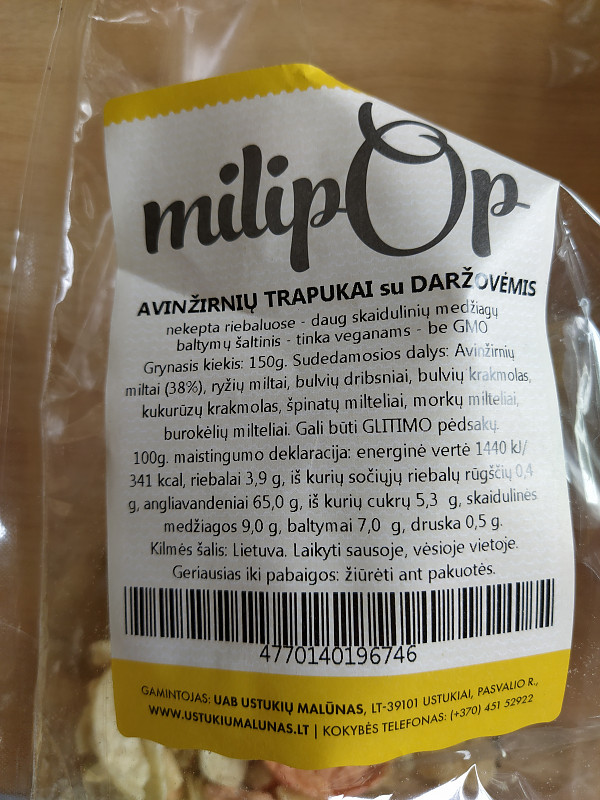 milipOp
AVINŽIRNIŲ TRAPUKAI su DARŽOVĖMIS
nekepta riebaluose - daug skaidulinių medžiagų
baltymų šaltinis - tinka veganams - be GMO
Grynasis kiekis: 150g. Sudedamosios dalys: Avinžirnių
miltai (38%), ryžių miltai, bulvių dribsniai, bulvių krakmolas,
kukurūzų krakmolas, špinatų milteliai, morkų milteliai,
burokėlių milteliai. Gali būti GLITIMO pėdsakų.
100g. maistingumo deklaracija: energinė vertė 1440 kJ/
341 kcal, riebalai 3,9 g, iš kurių sočiųjų riebalų rūgščių 0,4
g, angliavandeniai 65,0 g, iš kurių cukrų 5,3 g, skaidulinės
medžiagos 9,0 g, baltymai 7,0 g, druska 0,5 g.
Kilmės šalis: Lietuva. Laikyti sausoje, vėsioje vietoje.
Geriausias iki pabaigos: žiūrėti ant pakuotės.
4770140196746
GAMINTOJAS: UAB USTUKIŲ MALŪNAS, LT-39101 USTUKIAI, PASVALIO R.,
WWW.USTUKIUMALUNAS.LT | KOKYBĖS TELEFONAS: (+370) 451 52922